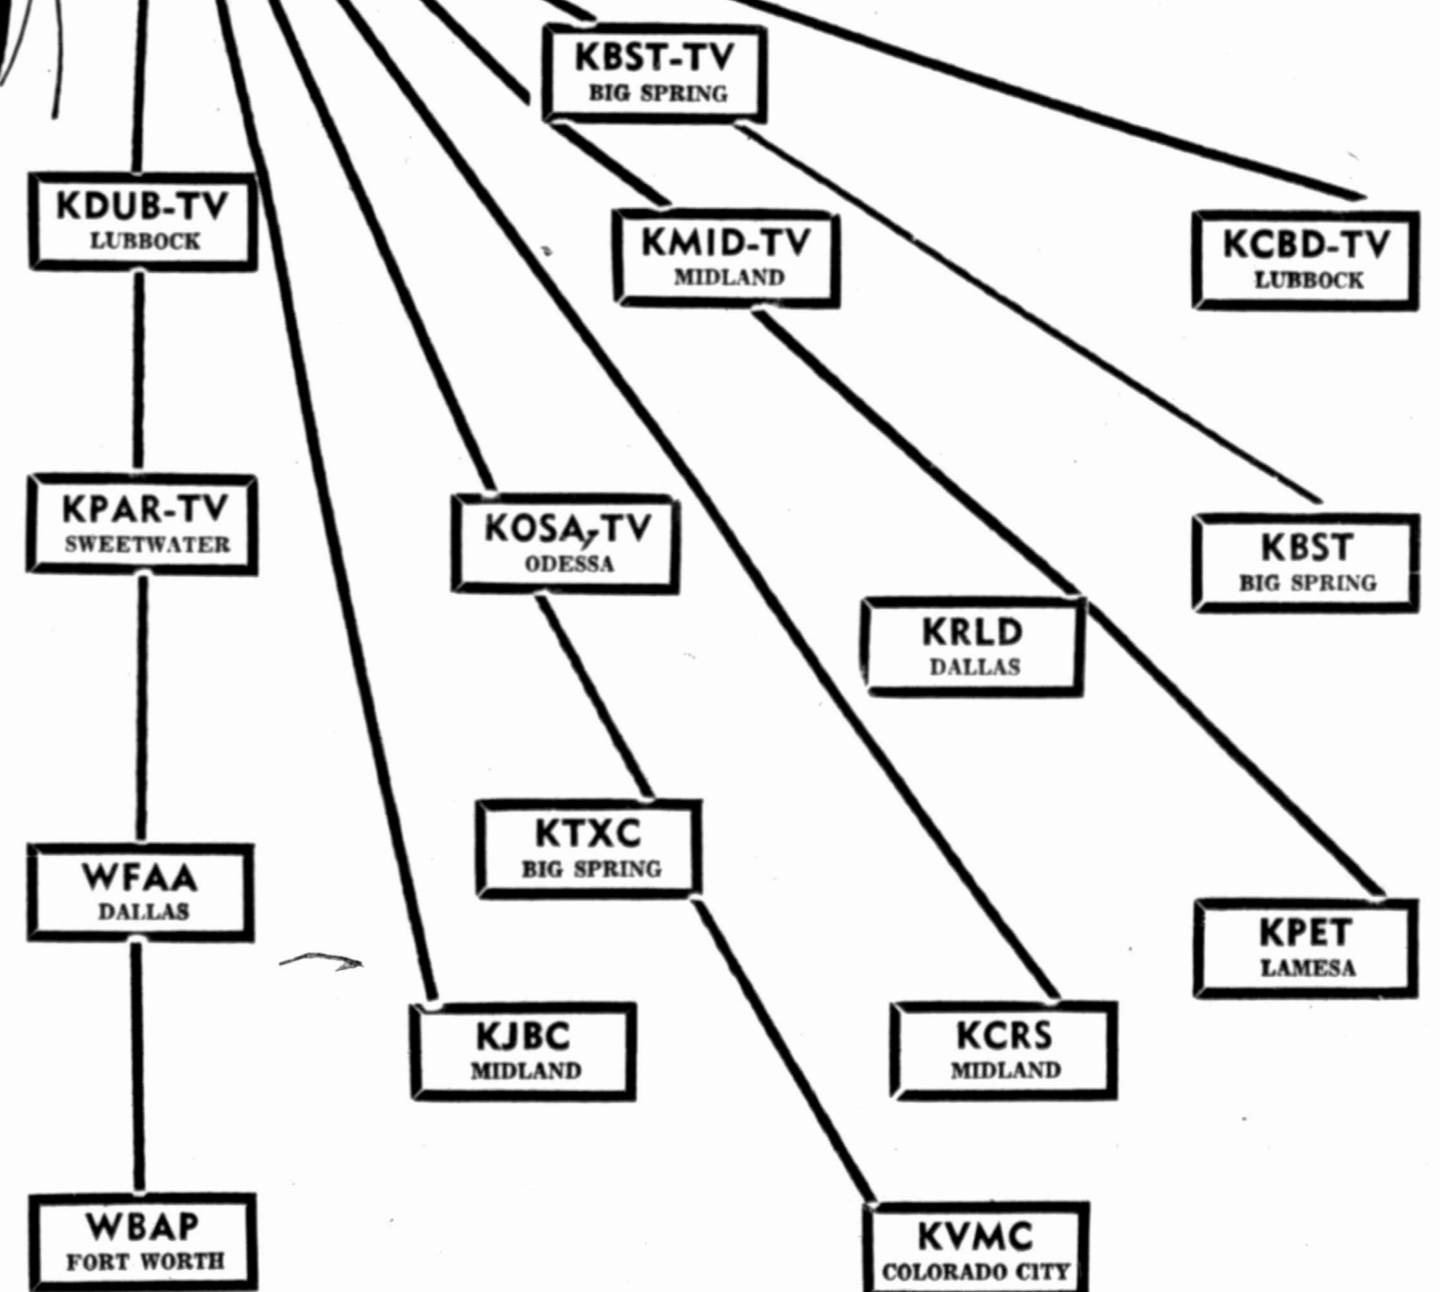 KBST-TV
BIG SPRING
KDUB-TV
LUBBOCK
KMID-TV
MIDLAND
KCBD-TV
LUBBOCK
KPAR-TV
SWEETWATER
KOSA-TV
ODESSA
KBST
BIG SPRING
KRLD
DALLAS
KTXC
BIG SPRING
WFAA
DALLAS
KPET
LAMESA
KJBC
MIDLAND
KCRS
MIDLAND
WBAP
FORT WORTH
KVMC
COLORADO CITY